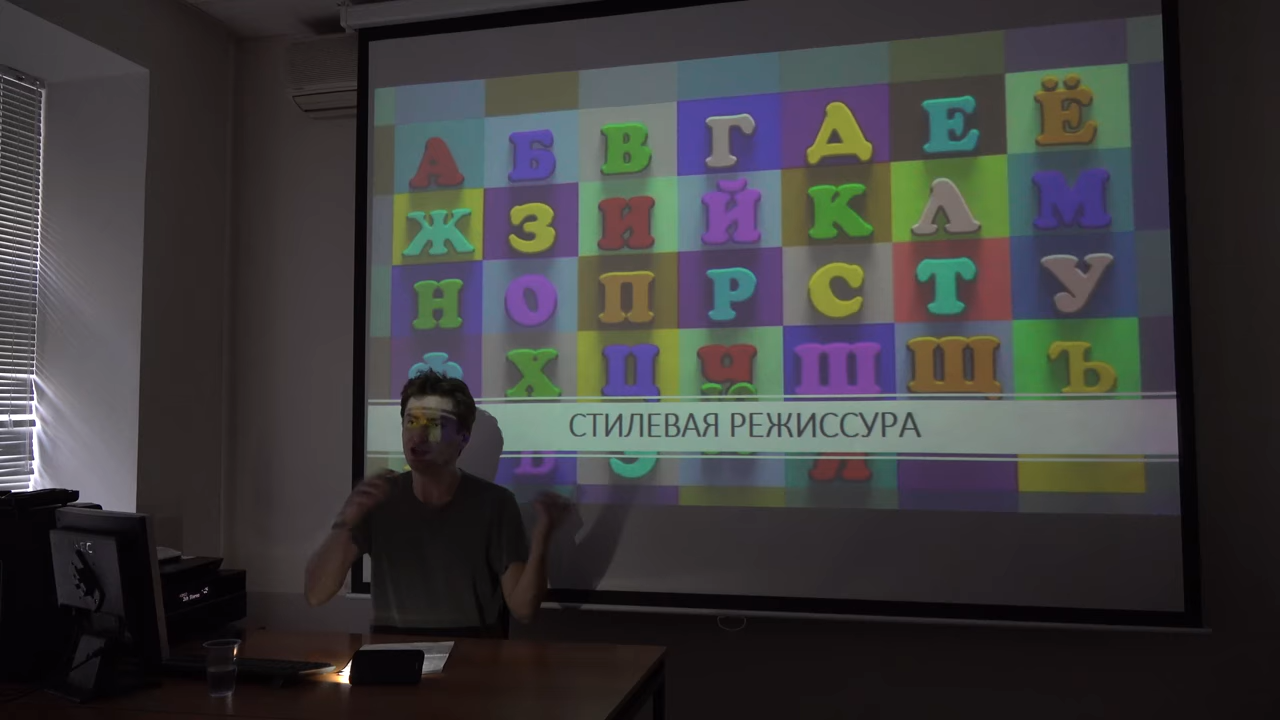 А Б В Г Д Е Ё
Ж З И Й К Л М
Н О П Р С Т У
Ф Х Ц Ч Ш Щ Ъ
СТИЛЕВАЯ РЕЖИССУРА